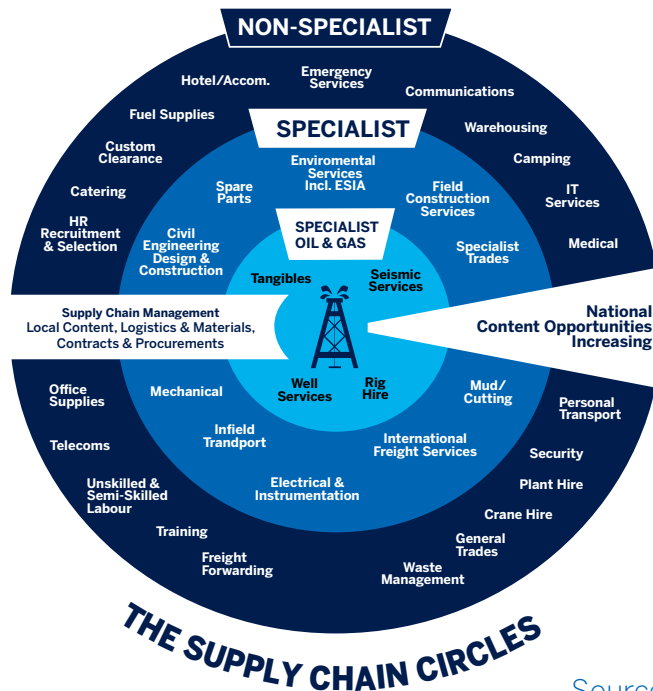 NON-SPECIALIST
Hotel/Accom.
Emergency
Services
Communications
Fuel Supplies
Warehousing
Custom
Clearance
Camping
Catering
IT
Services
HR
Recruitment
& Selection
Medical
SPECIALIST
Enviromental
Services
Incl. ESIA
Spare
Parts
Field
Construction
Services
Civil
Engineering
Design &
Construction
Specialist
Trades
SPECIALIST
OIL & GAS
Tangibles
Seismic
Services
Supply Chain Management
Local Content, Logistics & Materials,
Contracts & Procurements
National
Content Opportunities
Increasing
Well
Services
Rig
Hire
Mechanical
Mud/
Cutting
Infield
Trandport
International
Freight Services
Electrical &
Instrumentation
Office
Supplies
Personal
Transport
Telecoms
Security
Unskilled &
Semi-Skilled
Labour
Plant Hire
Crane Hire
Training
General
Trades
Freight
Forwarding
Waste
Management
THE SUPPLY CHAIN CIRCLES
Source